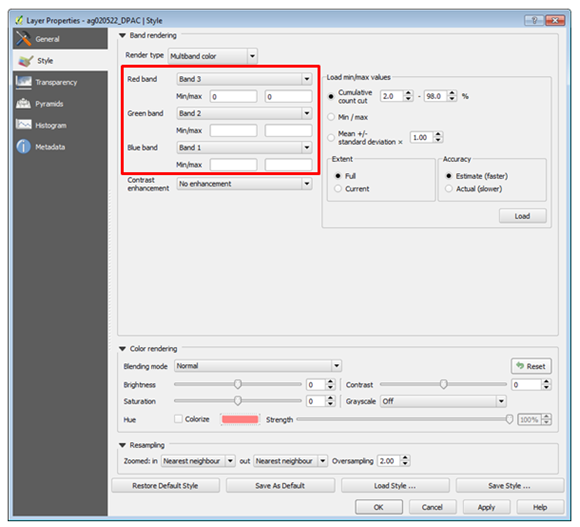 Layer Properties - ag020522_DPAC | Style
General
Style
Transparency
Pyramids
Histogram
Metadata
Band rendering
Render type Multiband color
Red band Band 3
Min/max 0 0
Green band Band 2
Min/max
Blue band Band 1
Min/max
Contrast enhancement No enhancement
Load min/max values
Cumulative count cut 2.0 - 98.0 %
Min / max
Mean +/- standard deviation × 1.00
Extent
Full
Current
Accuracy
Estimate (faster)
Actual (slower)
Load
Color rendering
Blending mode Normal
Reset
Brightness 0 Contrast 0
Saturation 0 Grayscale Off
Hue Colorize Strength 100%
Resampling
Zoomed: in Nearest neighbour out Nearest neighbour Oversampling 2.00
Restore Default Style Save As Default Load Style ... Save Style ...
OK Cancel Apply Help